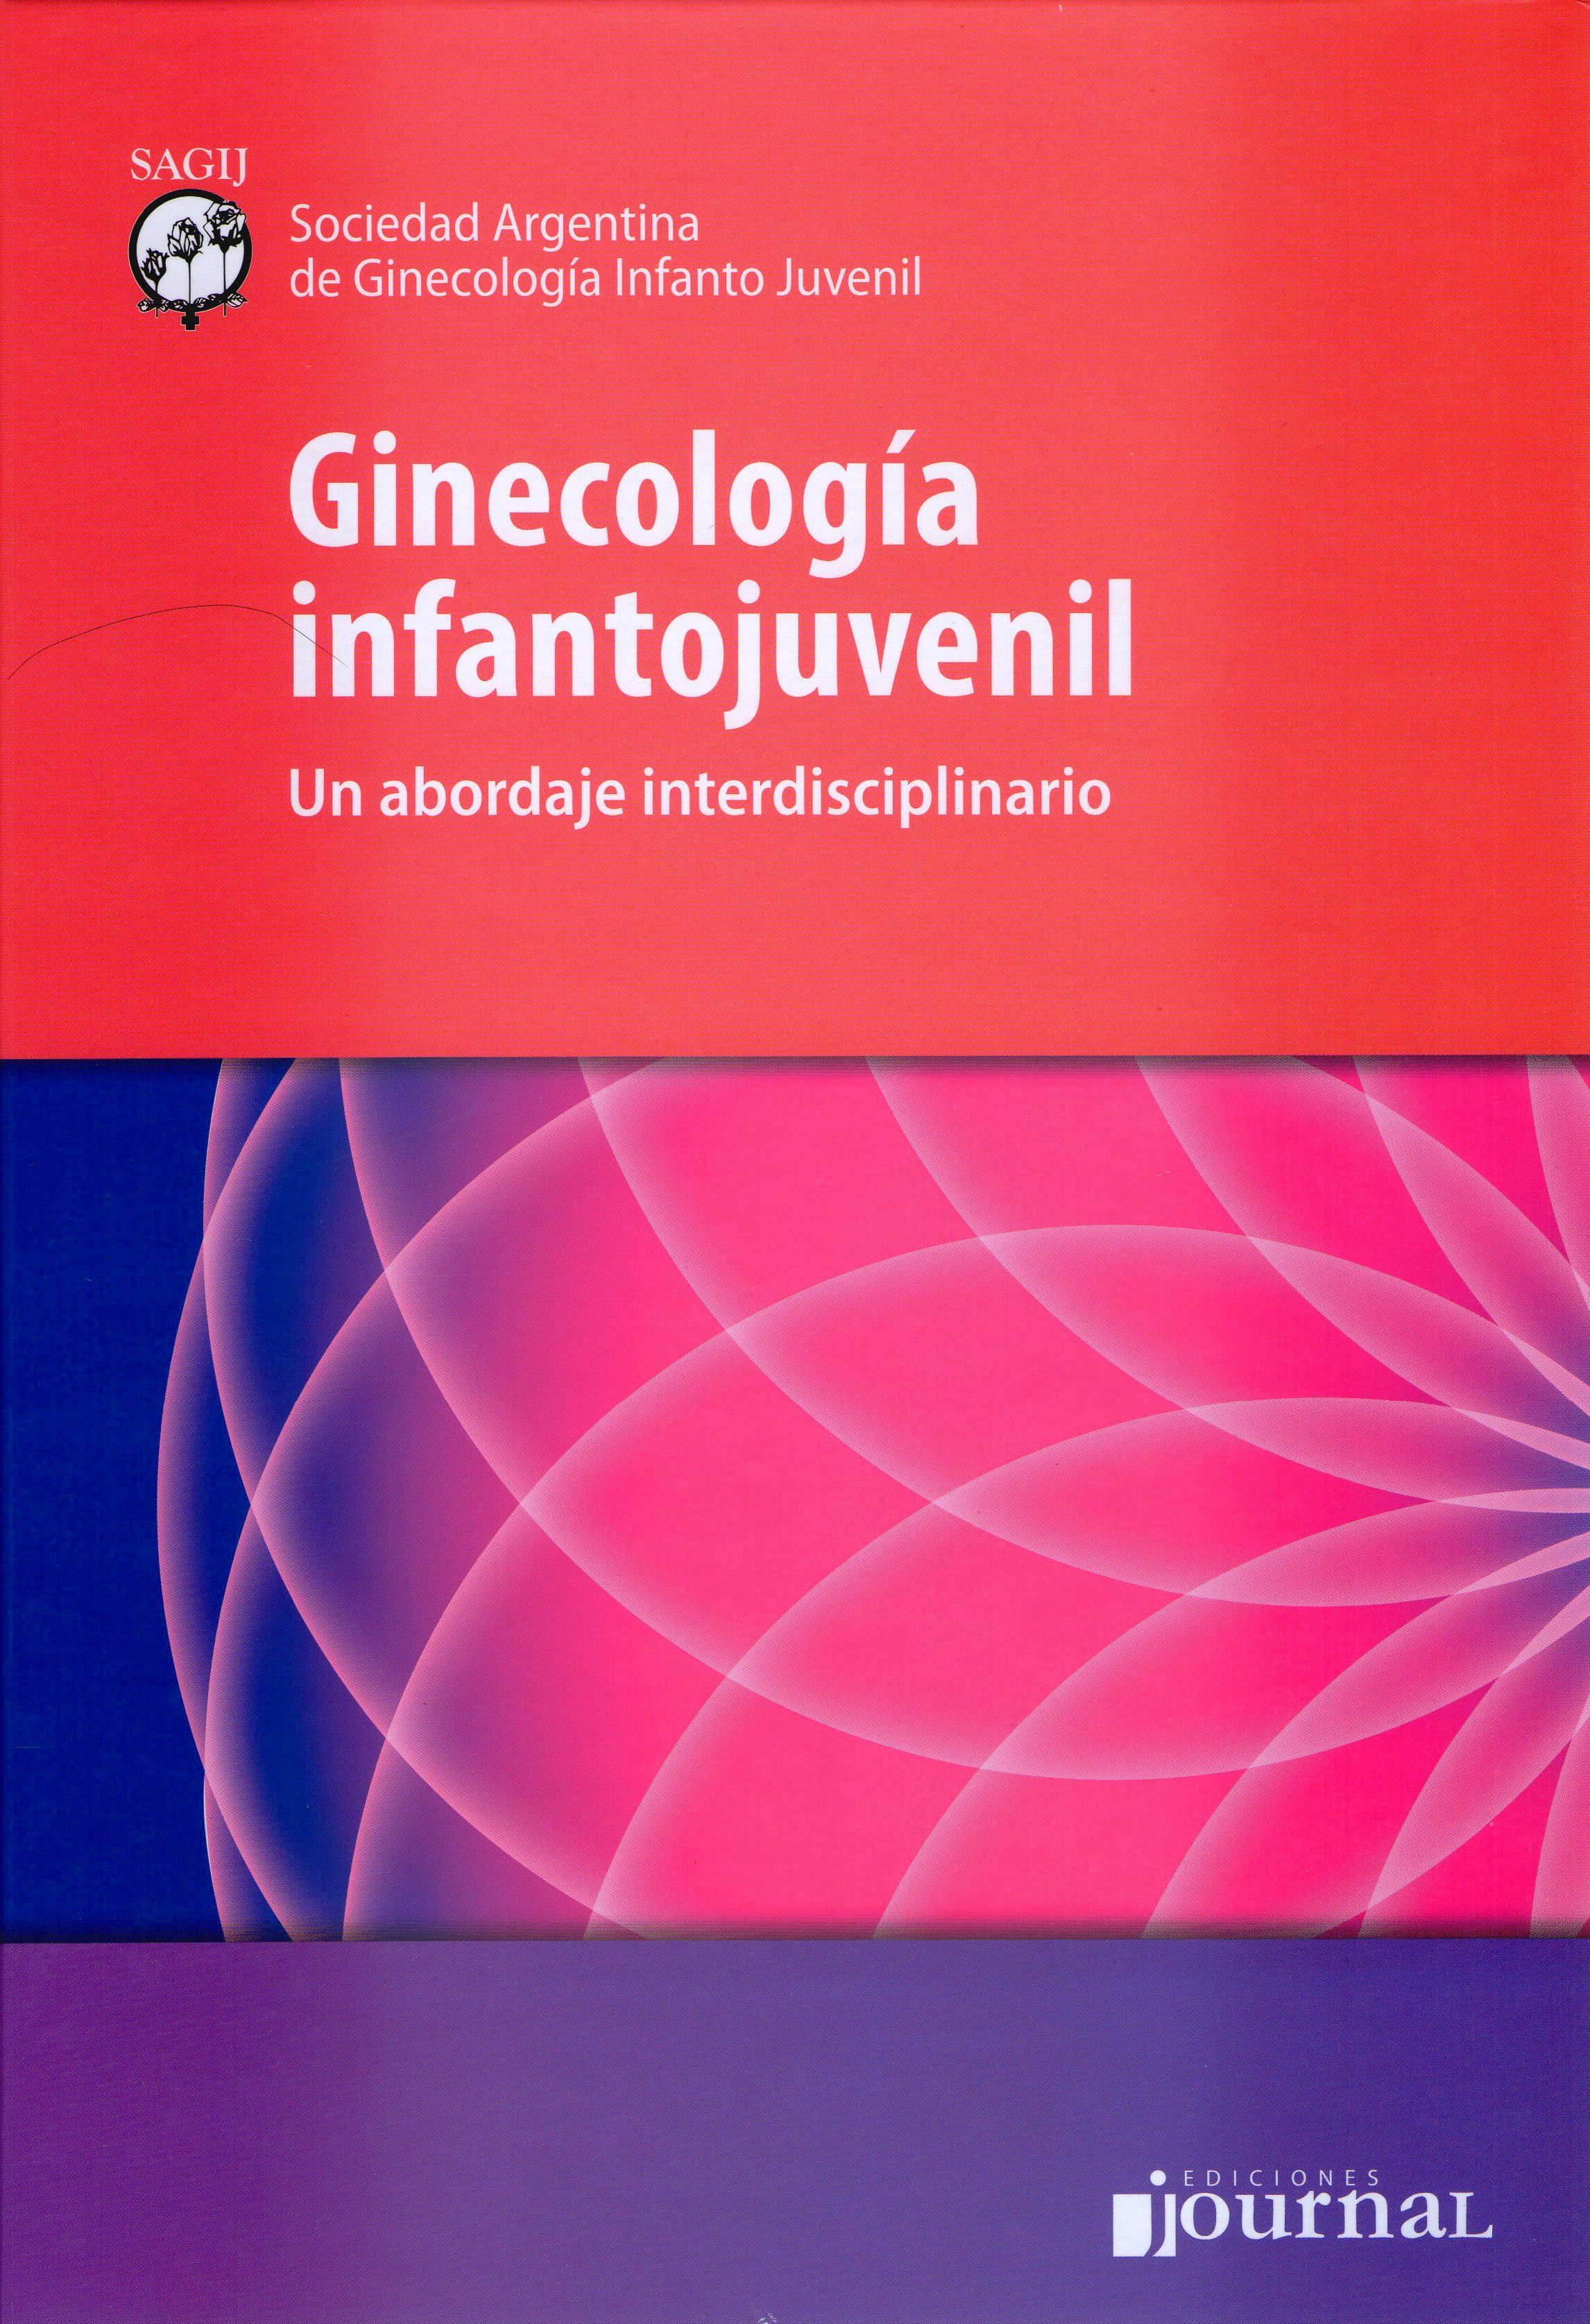 SAGIJ
Sociedad Argentina
de Ginecología Infanto Juvenil
Ginecología
infantojuvenil
Un abordaje interdisciplinario
EDICIONES
journal